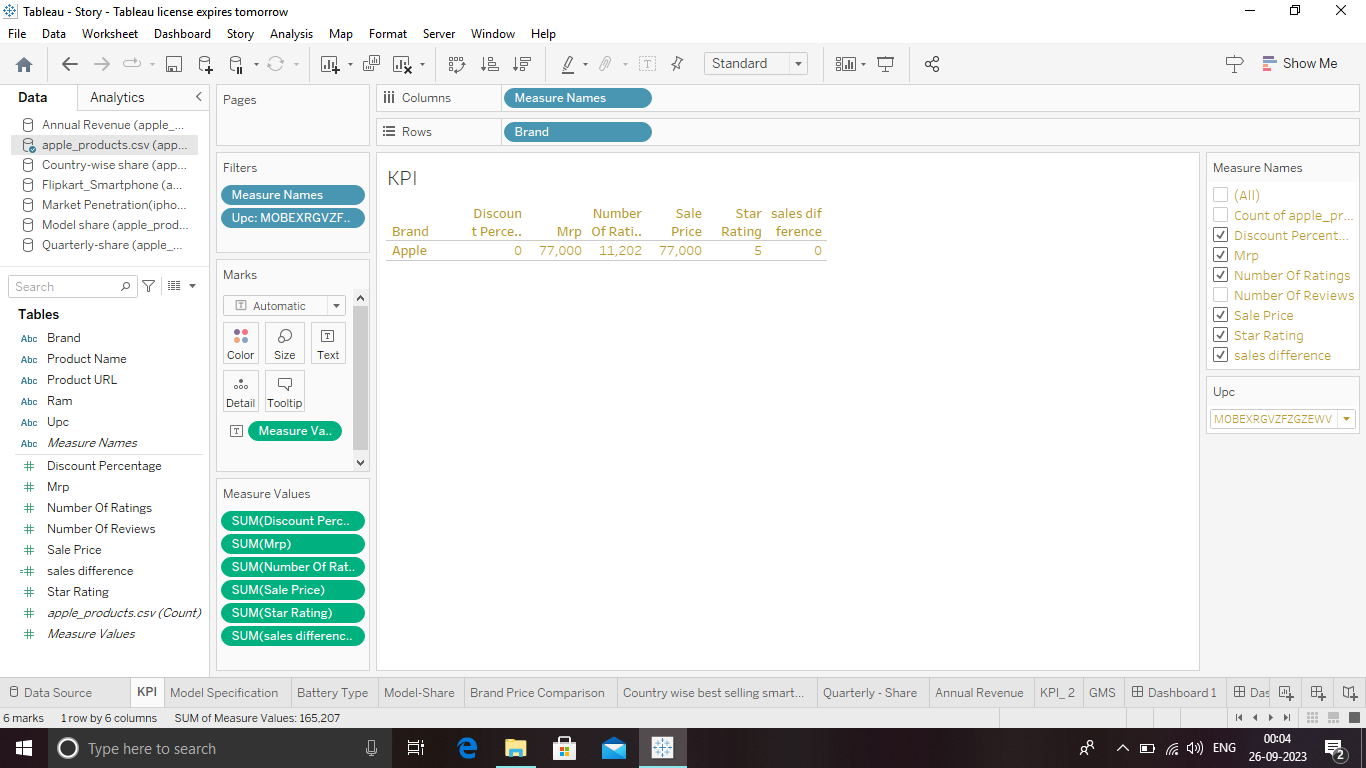 Tableau - Story - Tableau license expires tomorrow
File Data Worksheet Dashboard Story Analysis Map Format Server Window Help
Standard
Show Me
Data Analytics
Annual Revenue (apple_...
apple_products.csv (app...
Country-wise share (app...
Flipkart_Smartphone (a...
Market Penetration(ipho...
Model share (apple_prod...
Quarterly-share (apple_...
Search
Tables
Abc Brand
Abc Product Name
Abc Product URL
Abc Ram
Abc Upc
Abc Measure Names
# Discount Percentage
# Mrp
# Number Of Ratings
# Number Of Reviews
# Sale Price
=# sales difference
# Star Rating
# apple_products.csv (Count)
# Measure Values
Pages
Filters
Measure Names
Upc: MOBEXRGVZF..
Marks
T Automatic
Color Size T Text
Detail Tooltip
T Measure Va..
Measure Values
SUM(Discount Perc..
SUM(Mrp)
SUM(Number Of Rat..
SUM(Sale Price)
SUM(Star Rating)
SUM(sales differenc..
Columns Measure Names
Rows Brand
KPI
Discoun Number Sale Star sales dif
Brand t Perce.. Mrp Of Rati.. Price Rating ference
Apple 0 77,000 11,202 77,000 5 0
Measure Names
(All)
Count of apple_pr...
Discount Percent...
Mrp
Number Of Ratings
Number Of Reviews
Sale Price
Star Rating
sales difference
Upc
MOBEXRGVZFZGZEWV
Data Source KPI Model Specification Battery Type Model-Share Brand Price Comparison Country wise best selling smart... Quarterly - Share Annual Revenue KPI_ 2 GMS Dashboard 1 Das
6 marks 1 row by 6 columns SUM of Measure Values: 165,207
Type here to search
ENG
00:04
26-09-2023
2